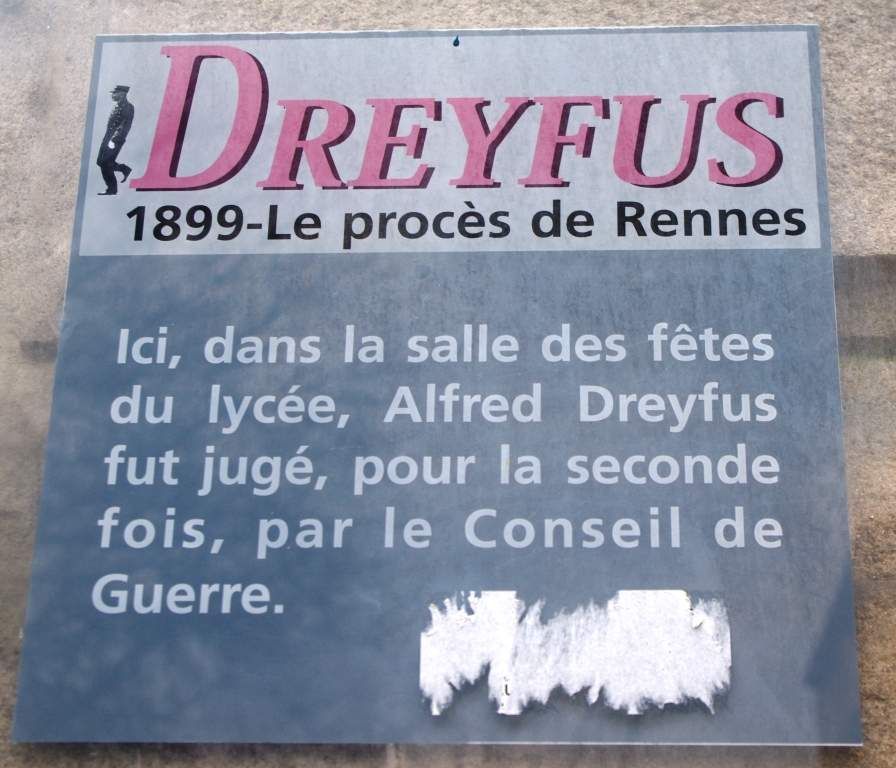 DREYFUS
1899-Le procès de Rennes
Ici, dans la salle des fêtes
du lycée, Alfred Dreyfus
fut jugé, pour la seconde
fois, par le Conseil de
Guerre.